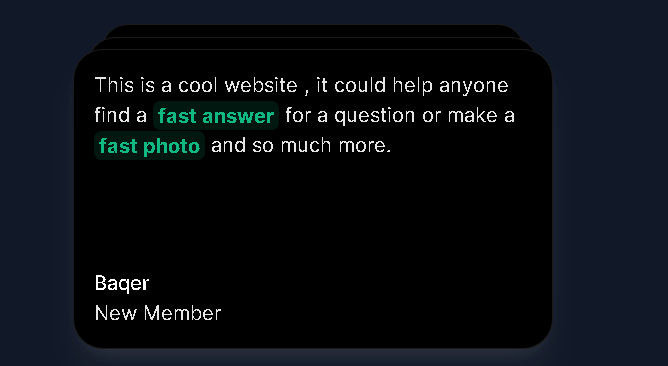 This is a cool website , it could help anyone
find a fast answer for a question or make a
fast photo and so much more.
Baqer
New Member